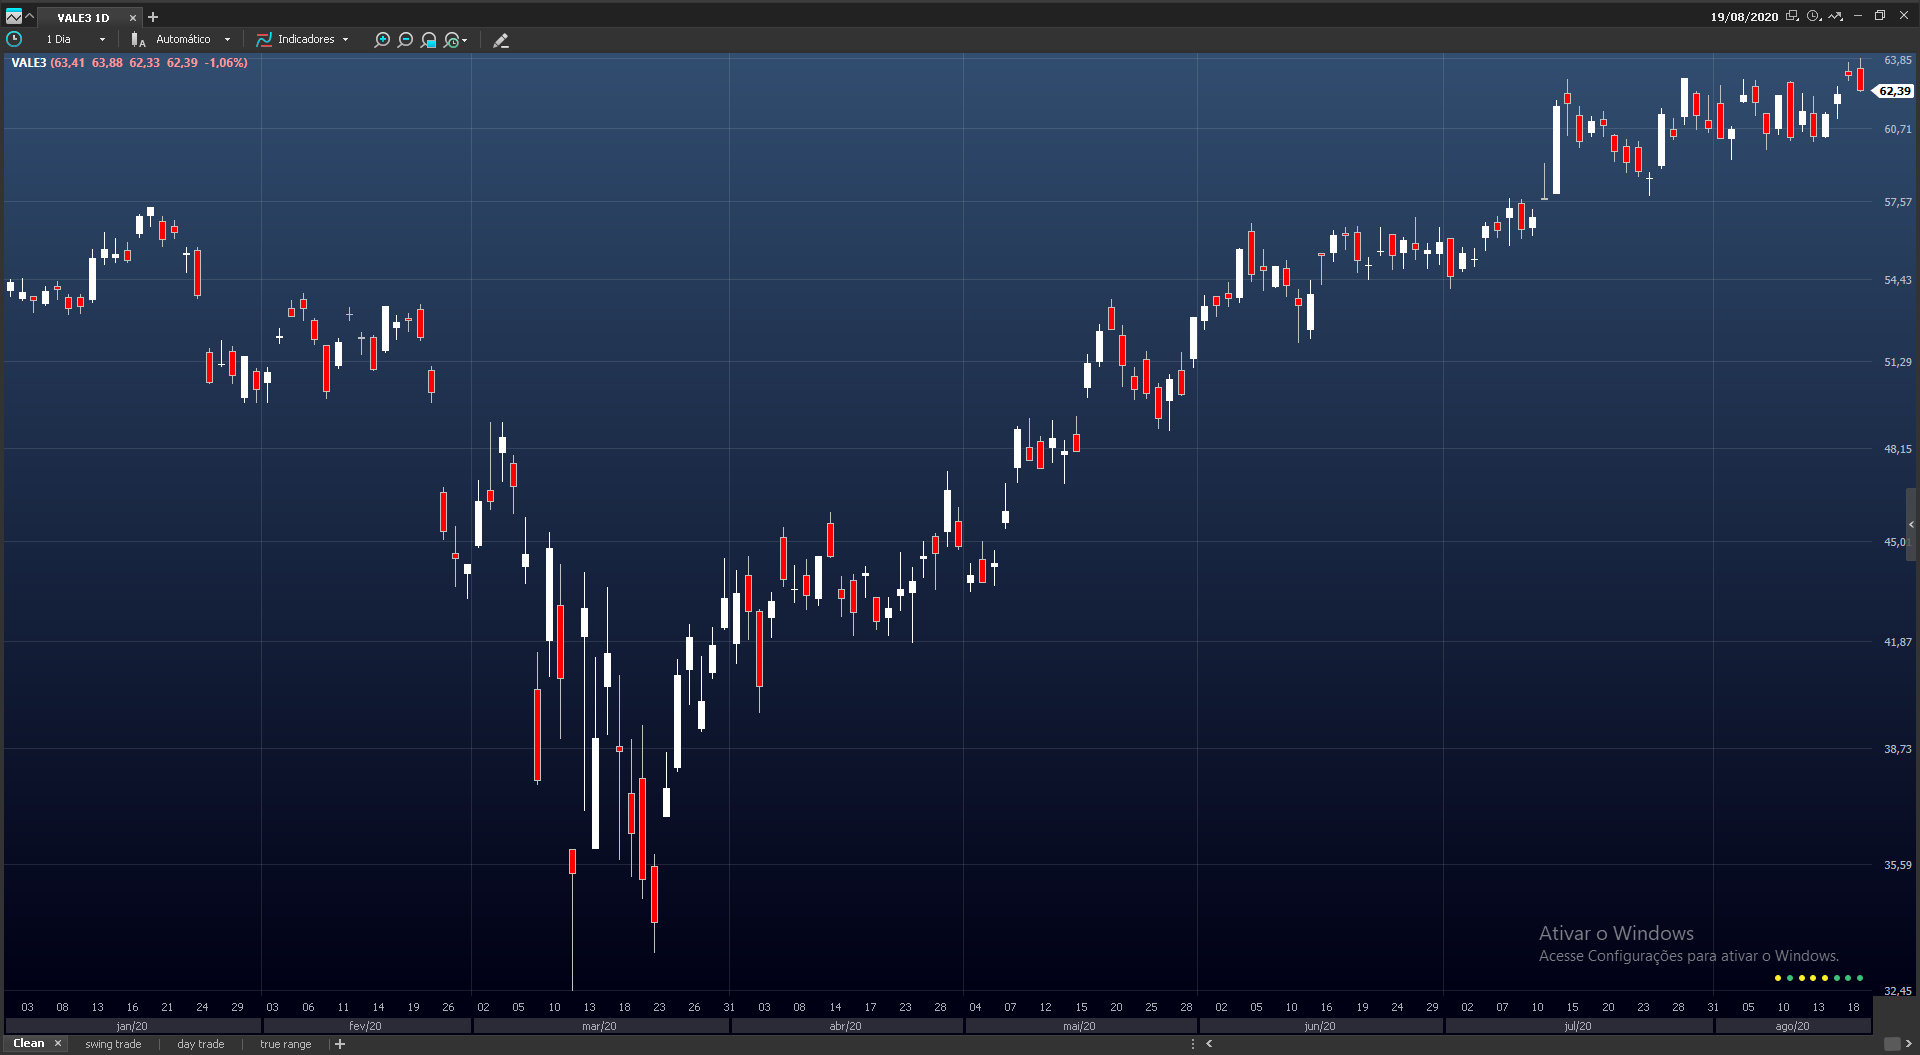 VALE3 1D
19/08/2020
1 Dia Automático Indicadores
VALE3 (63,41 63,88 62,33 62,39 -1,06%)
63,85
62,39
60,71
57,57
54,43
51,29
48,15
45,01
41,87
38,73
35,59
32,45
Ativar o Windows
Acesse Configurações para ativar o Windows.
03 08 13 16 21 24 29 03 06 11 14 19 26 02 05 10 13 18 23 26 31 03 08 14 17 23 28 04 07 12 15 20 25 28 02 05 10 16 19 24 29 02 07 10 15 20 23 28 31 05 10 13 18
jan/20 fev/20 mar/20 abr/20 mai/20 jun/20 jul/20 ago/20
Clean swing trade day trade true range